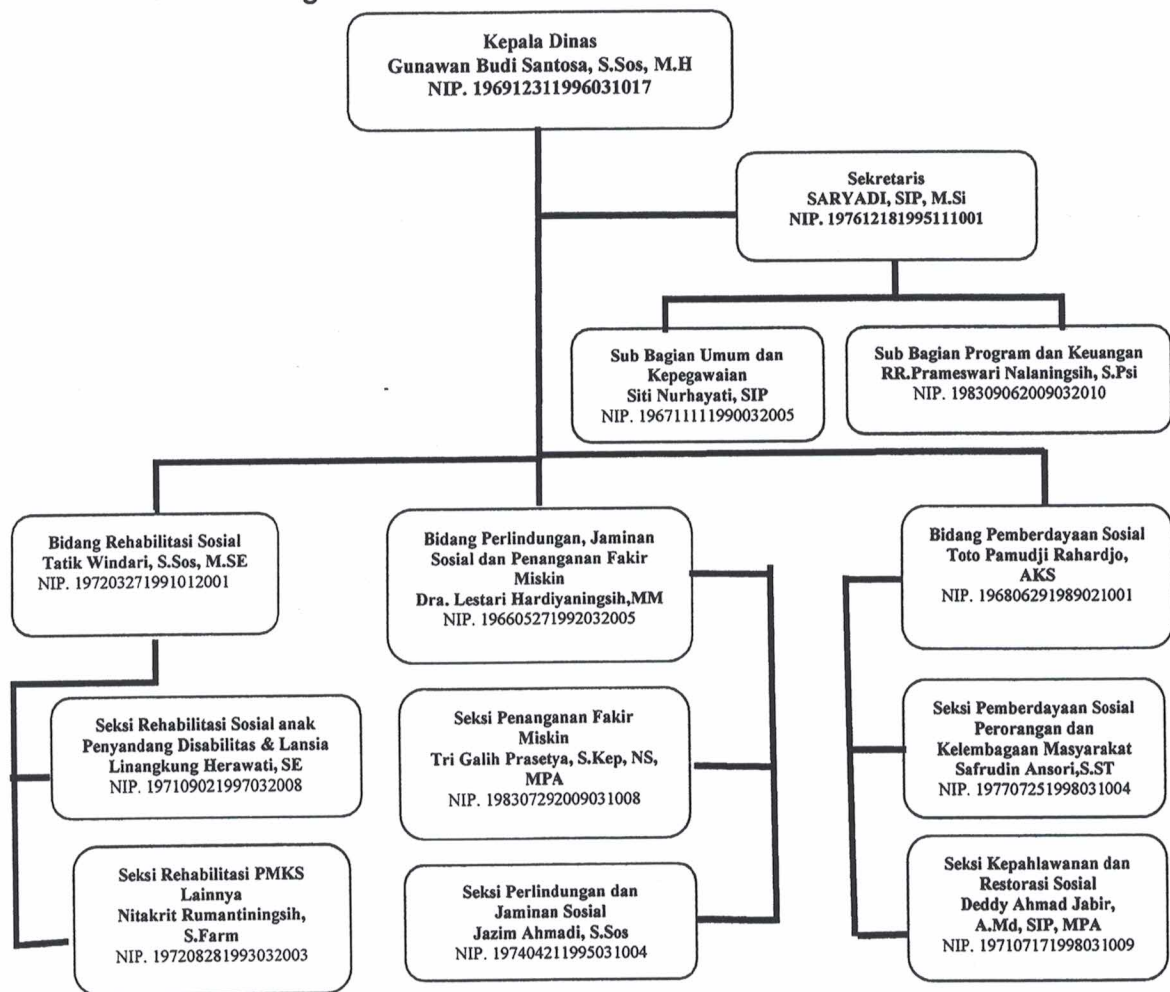 Kepala Dinas
Gunawan Budi Santosa, S.Sos, M.H
NIP. 196912311996031017
Sekretaris
SARYADI, SIP, M.Si
NIP. 197612181995111001
Sub Bagian Umum dan
Kepegawaian
Siti Nurhayati, SIP
NIP. 196711111990032005
Sub Bagian Program dan Keuangan
RR.Prameswari Nalaningsih, S.Psi
NIP. 198309062009032010
Bidang Rehabilitasi Sosial
Tatik Windari, S.Sos, M.SE
NIP. 197203271991012001
Bidang Perlindungan, Jaminan
Sosial dan Penanganan Fakir
Miskin
Dra. Lestari Hardiyaningsih,MM
NIP. 196605271992032005
Bidang Pemberdayaan Sosial
Toto Pamudji Rahardjo,
AKS
NIP. 196806291989021001
Seksi Rehabilitasi Sosial anak
Penyandang Disabilitas & Lansia
Linangkung Herawati, SE
NIP. 197109021997032008
Seksi Penanganan Fakir
Miskin
Tri Galih Prasetya, S.Kep, NS,
MPA
NIP. 198307292009031008
Seksi Pemberdayaan Sosial
Perorangan dan
Kelembagaan Masyarakat
Safrudin Ansori,S.ST
NIP. 197707251998031004
Seksi Rehabilitasi PMKS
Lainnya
Nitakrit Rumantiningsih,
S.Farm
NIP. 197208281993032003
Seksi Perlindungan dan
Jaminan Sosial
Jazim Ahmadi, S.Sos
NIP. 197404211995031004
Seksi Kepahlawanan dan
Restorasi Sosial
Deddy Ahmad Jabir,
A.Md, SIP, MPA
NIP. 197107171998031009